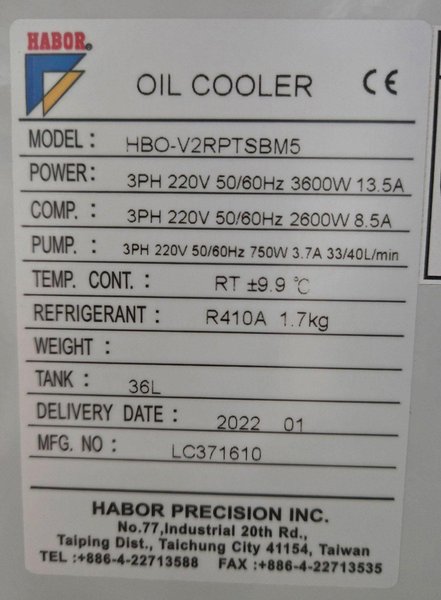 HABOR®
OIL COOLER CE
MODEL : HBO-V2RPTSBM5
POWER : 3PH 220V 50/60Hz 3600W 13.5A
COMP. : 3PH 220V 50/60Hz 2600W 8.5A
PUMP. : 3PH 220V 50/60Hz 750W 3.7A 33/40L/min
TEMP. CONT. : RT ±9.9 ℃
REFRIGERANT : R410A 1.7kg
WEIGHT :
TANK : 36L
DELIVERY DATE : 2022 01
MFG. NO : LC371610
HABOR PRECISION INC.
No.77,Industrial 20th Rd.,
Taiping Dist., Taichung City 41154, Taiwan
TEL :+886-4-22713588 FAX :+886-4-22713535